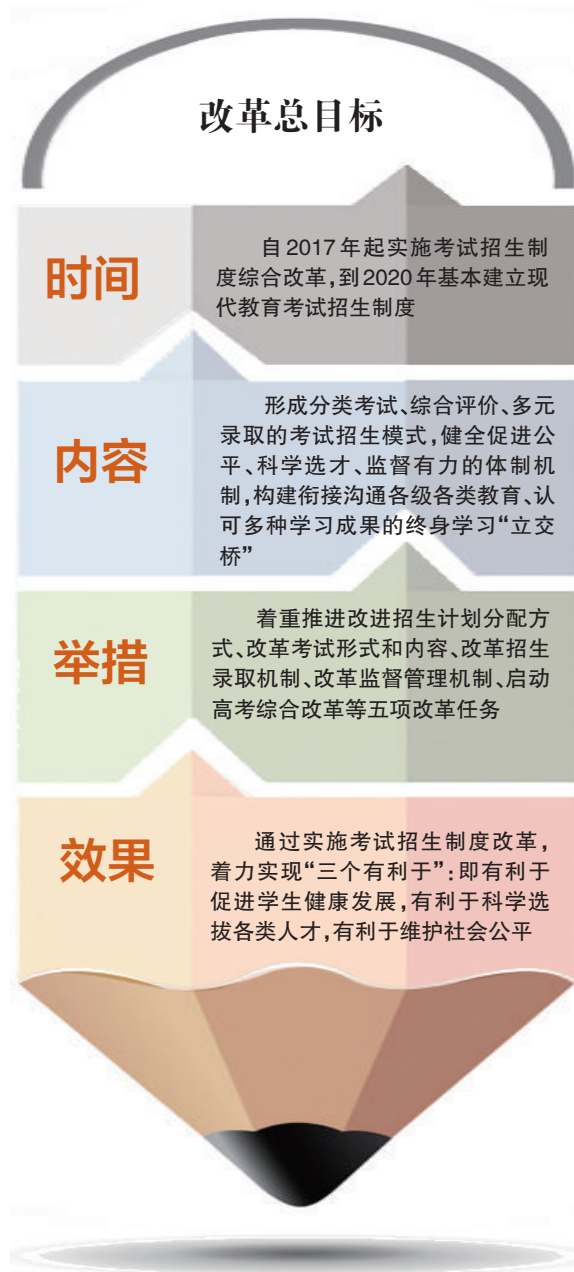 改革总目标
时间
自2017年起实施考试招生制
度综合改革,到2020年基本建立现
代教育考试招生制度
内容
形成分类考试、综合评价、多元
录取的考试招生模式,健全促进公
平、科学选才、监督有力的体制机
制,构建衔接沟通各级各类教育、认
可多种学习成果的终身学习“立交
桥”
举措
着重推进改进招生计划分配方
式、改革考试形式和内容、改革招生
录取机制、改革监督管理机制、启动
高考综合改革等五项改革任务
效果
通过实施考试招生制度改革,
着力实现“三个有利于”:即有利于
促进学生健康发展,有利于科学选
拔各类人才,有利于维护社会公平